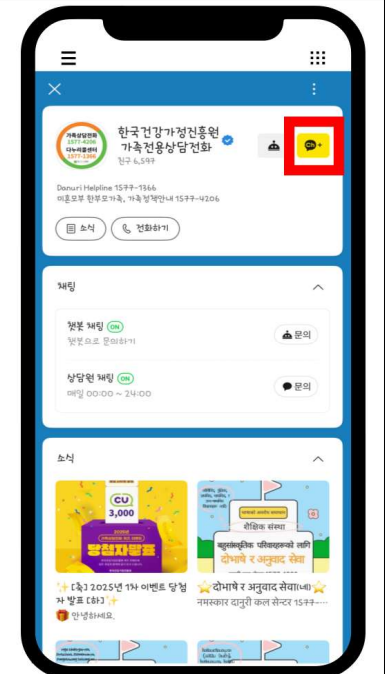 가족상담전화
1577-4206
다누리콜센터
1577-1366
한국건강가정진흥원
가족전용상담전화
친구 6,597
Ch+
Danuri Helpline 1577-1366
미혼모부 한부모가족, 가족정책안내 1577-4206
소식
전화하기
채팅
챗봇 채팅 ON
챗봇으로 문의하기
문의
상담원 채팅 ON
매일 00:00 ~ 24:00
문의
소식
CU
3,000
당첨자발표
✨ [축] 2025년 1차 이벤트 당첨
자 발표 [하]✨
🎁 안녕하세요.
शैक्षिक संस्था
बहुसांस्कृतिक परिवारहरूको लागि
दोभाषे र अनुवाद सेवा
⭐दोभाषे र अनुवाद सेवा(네)⭐
नमस्कार दानुरी कल सेन्टर 1577-…